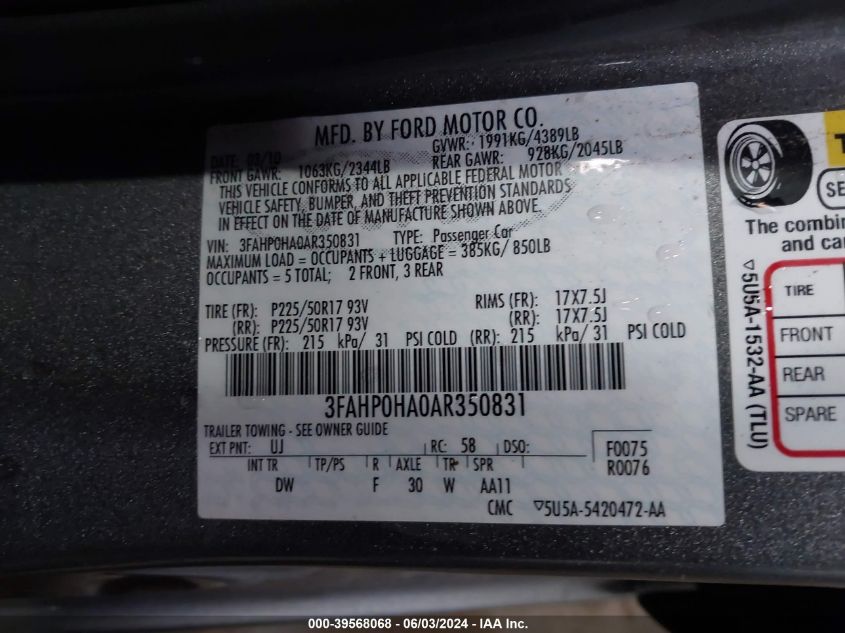 MFD. BY FORD MOTOR CO.
DATE: 03/10 GVWR: 1991KG/4389LB
FRONT GAWR: 1063KG/2344LB REAR GAWR: 928KG/2045LB
THIS VEHICLE CONFORMS TO ALL APPLICABLE FEDERAL MOTOR
VEHICLE SAFETY, BUMPER, AND THEFT PREVENTION STANDARDS
IN EFFECT ON THE DATE OF MANUFACTURE SHOWN ABOVE.
VIN: 3FAHP0HA0AR350831 TYPE: Passenger Car
MAXIMUM LOAD = OCCUPANTS + LUGGAGE = 385KG/ 850LB
OCCUPANTS = 5 TOTAL; 2 FRONT, 3 REAR
TIRE (FR): P225/50R17 93V RIMS (FR): 17X7.5J
(RR): P225/50R17 93V (RR): 17X7.5J
PRESSURE (FR): 215 kPa/ 31 PSI COLD (RR): 215 kPa/ 31 PSI COLD
3FAHP0HA0AR350831
TRAILER TOWING - SEE OWNER GUIDE
EXT PNT: UJ RC: 58 DSO: F0075
R0076
INT TR TP/PS R AXLE TR SPR
DW F 30 W AA11
CMC ▽5U5A-5420472-AA
The combin
and ca
TIRE
FRONT
REAR
SPARE
▽5U5A-1532-AA (TLU)
000-39568068 - 06/03/2024 - IAA Inc.